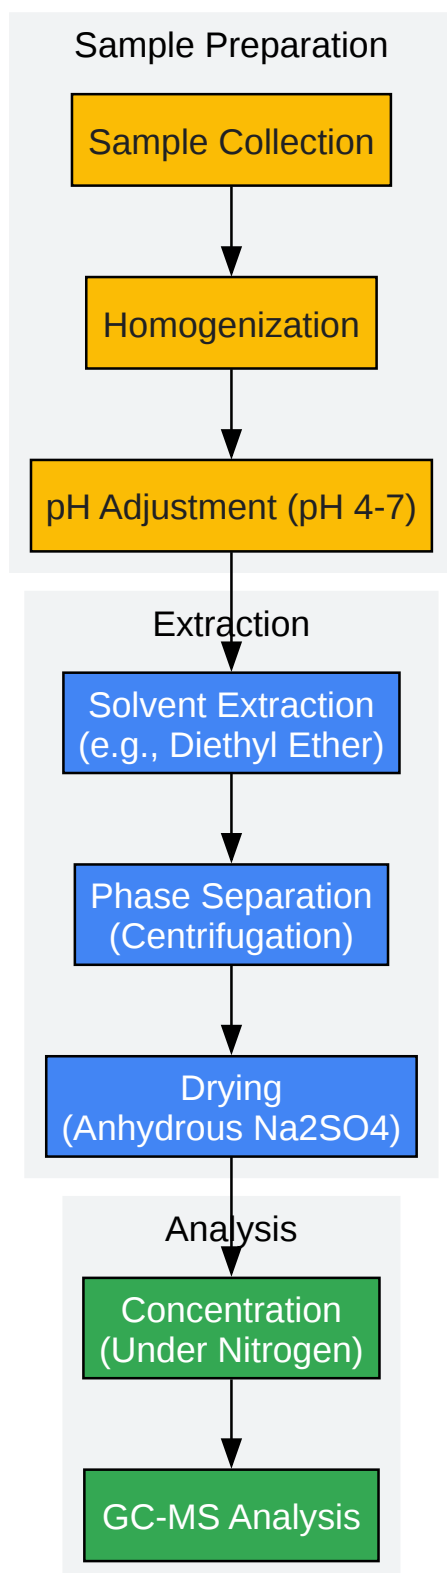 Sample Preparation
Sample Collection
Homogenization
pH Adjustment (pH 4-7)
Extraction
Solvent Extraction
(e.g., Diethyl Ether)
Phase Separation
(Centrifugation)
Drying
(Anhydrous Na2SO4)
Analysis
Concentration
(Under Nitrogen)
GC-MS Analysis